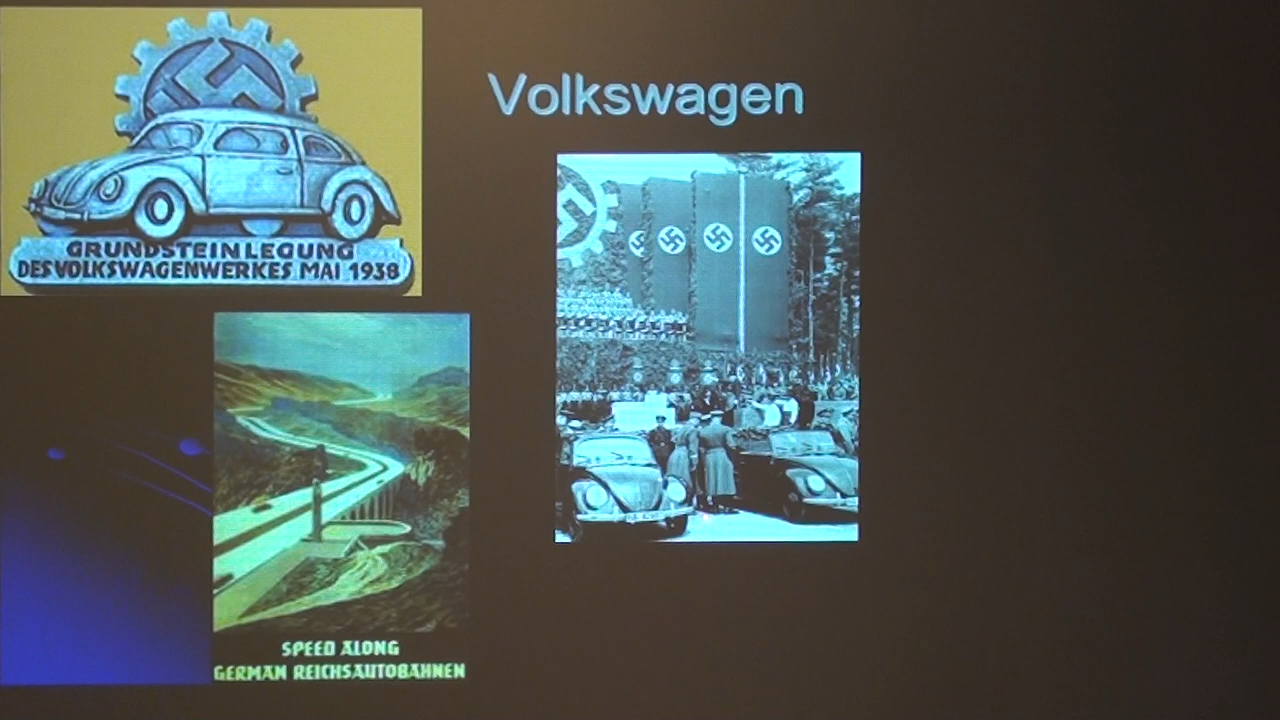 Volkswagen
GRUNDSTEINLEGUNG
DES VOLKSWAGENWERKES MAI 1938
SPEED ALONG
GERMAN REICHSAUTOBAHNEN